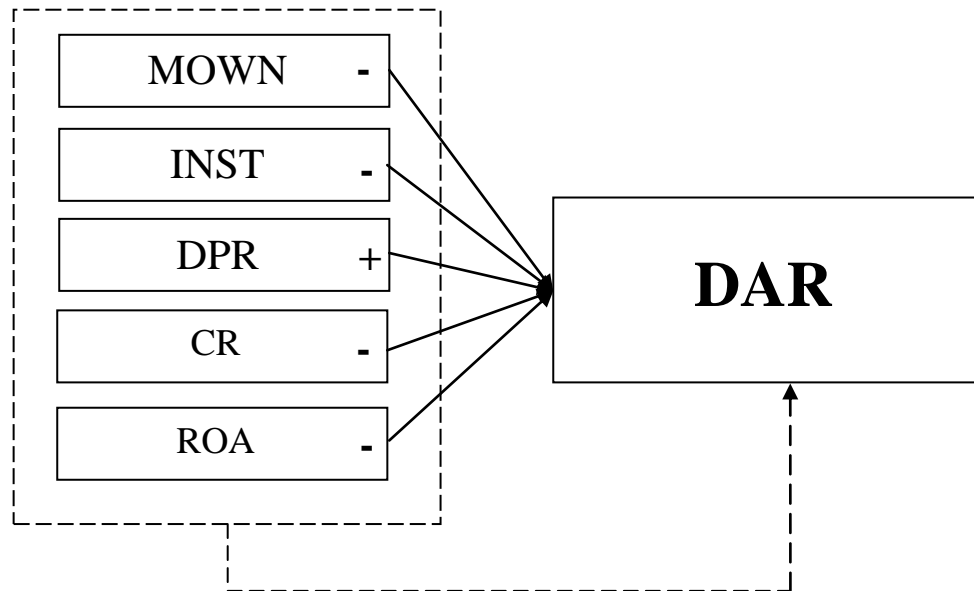 MOWN -
INST -
DPR +
CR -
ROA -
DAR